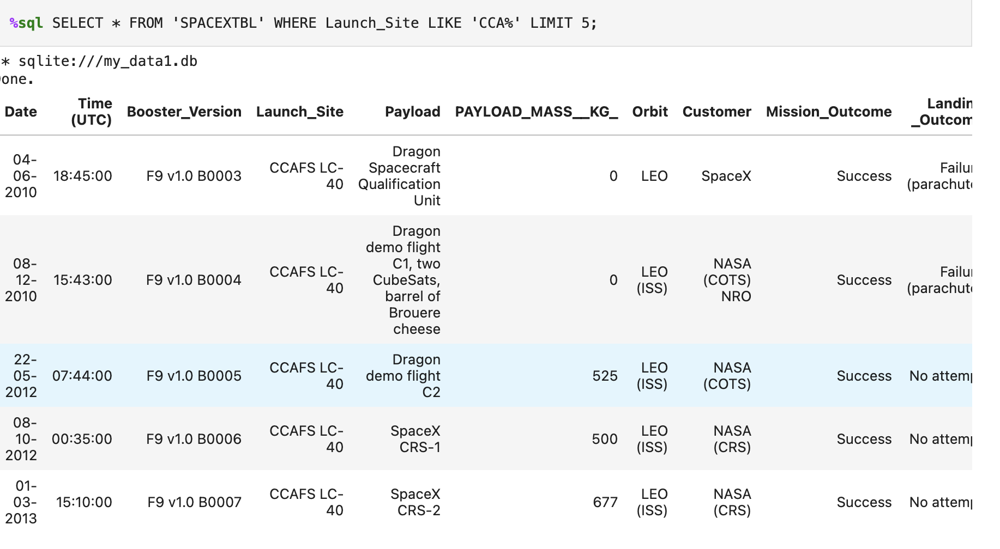 %sql SELECT * FROM 'SPACEXTBL' WHERE Launch_Site LIKE 'CCA%' LIMIT 5;
* sqlite:///my_data1.db
one.
Date Time (UTC) Booster_Version Launch_Site Payload PAYLOAD_MASS__KG_ Orbit Customer Mission_Outcome Landin _Outcom
04-06-2010 18:45:00 F9 v1.0 B0003 CCAFS LC-40 Dragon Spacecraft Qualification Unit 0 LEO SpaceX Success Failur (parachute
08-12-2010 15:43:00 F9 v1.0 B0004 CCAFS LC-40 Dragon demo flight C1, two CubeSats, barrel of Brouere cheese 0 LEO (ISS) NASA (COTS) NRO Success Failur (parachute
22-05-2012 07:44:00 F9 v1.0 B0005 CCAFS LC-40 Dragon demo flight C2 525 LEO (ISS) NASA (COTS) Success No attemp
08-10-2012 00:35:00 F9 v1.0 B0006 CCAFS LC-40 SpaceX CRS-1 500 LEO (ISS) NASA (CRS) Success No attemp
01-03-2013 15:10:00 F9 v1.0 B0007 CCAFS LC-40 SpaceX CRS-2 677 LEO (ISS) NASA (CRS) Success No attemp